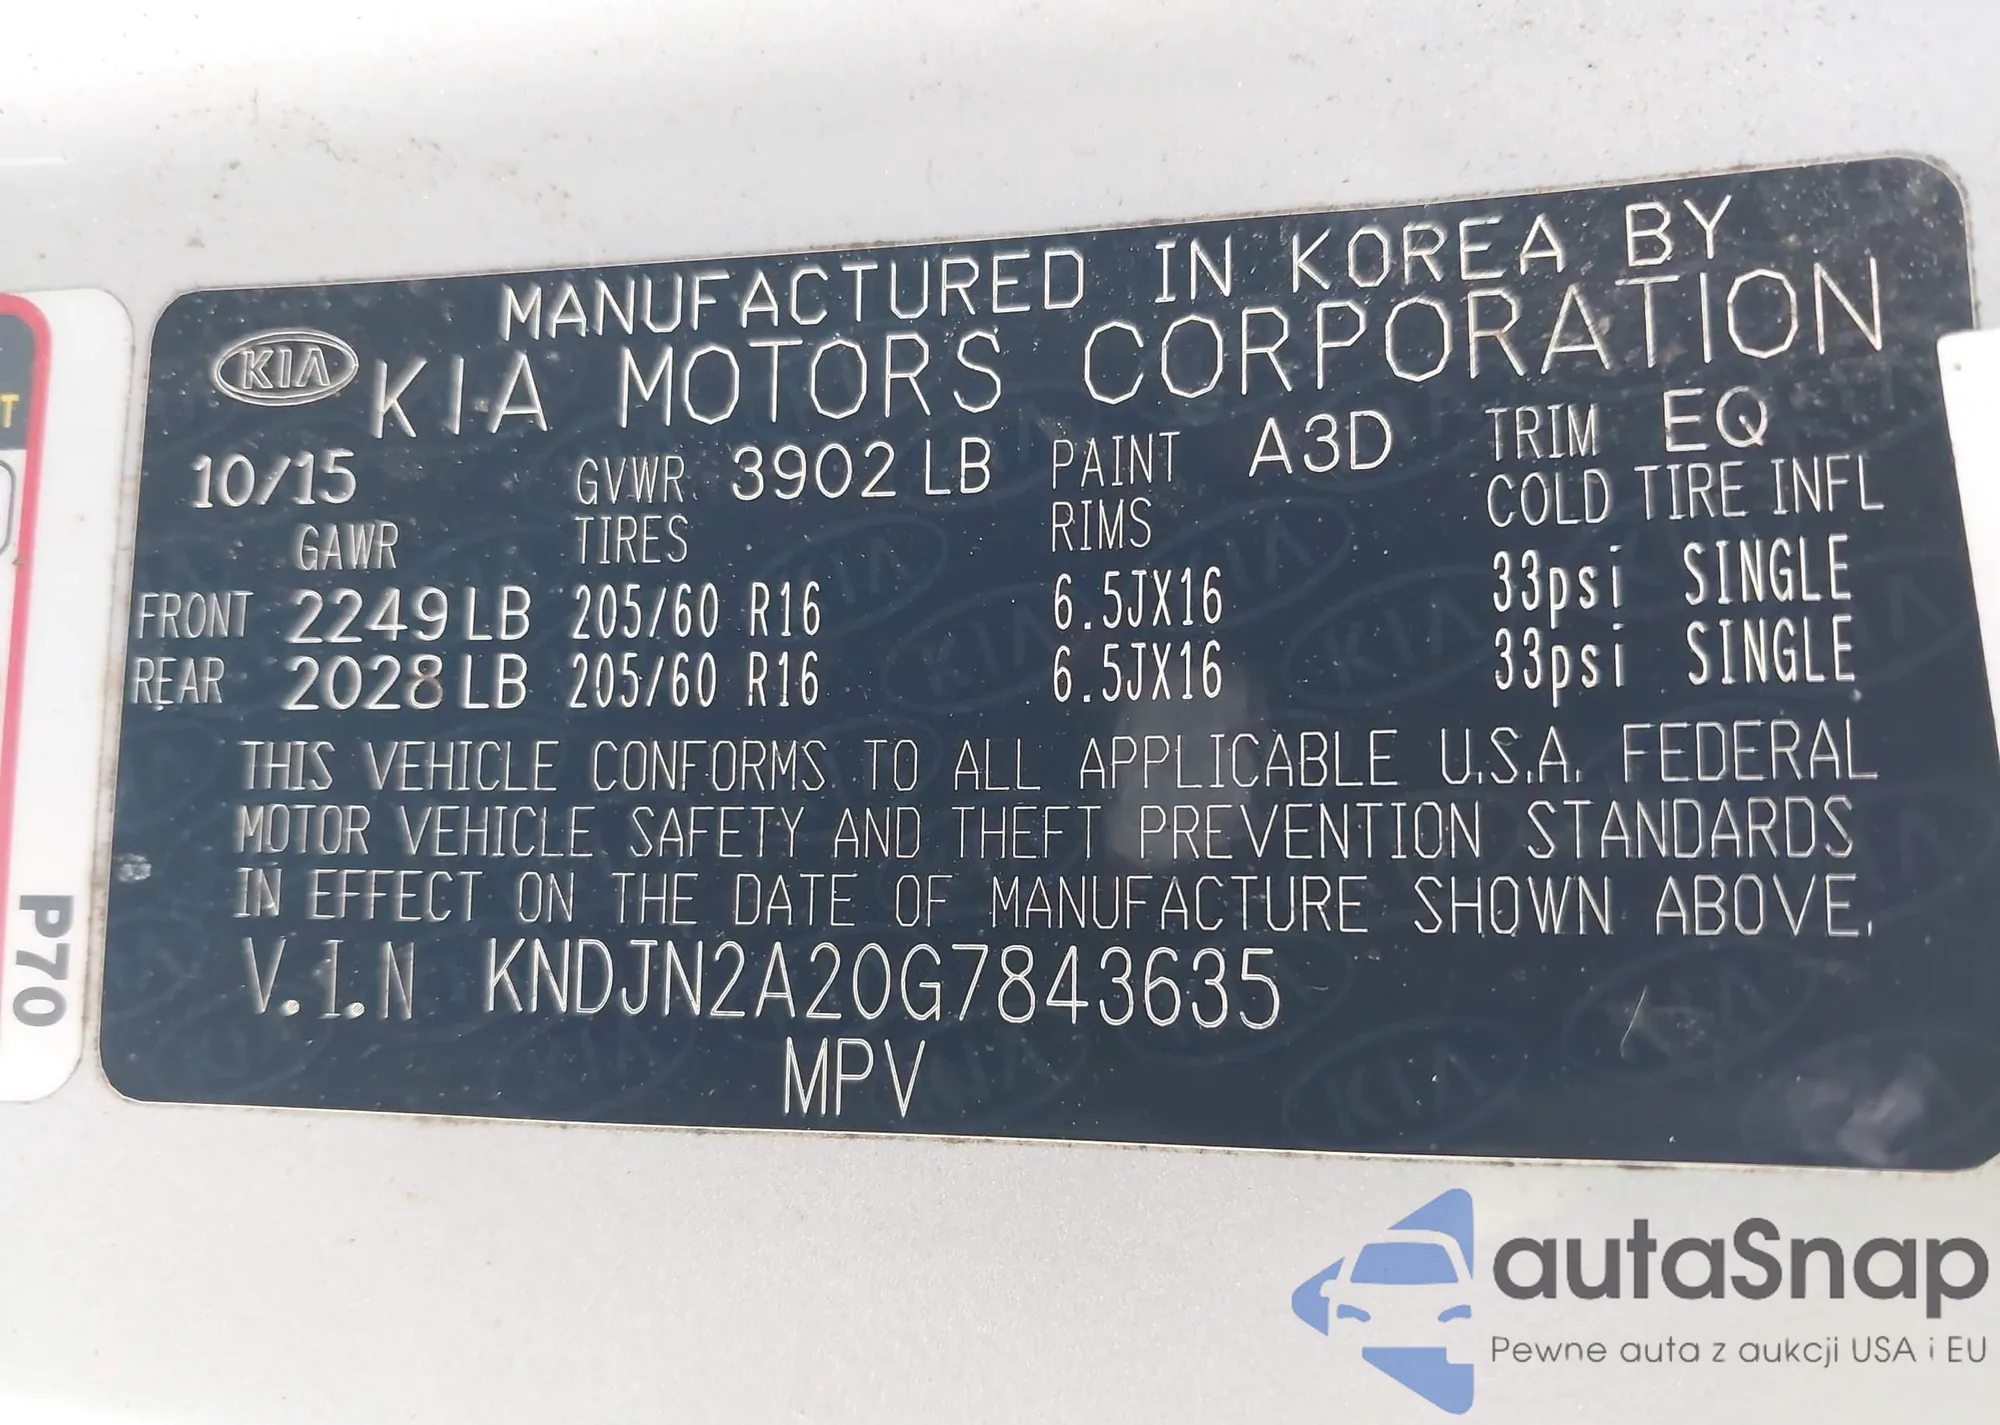 MANUFACTURED IN KOREA BY
KIA KIA MOTORS CORPORATION
10/15 GVWR 3902 LB PAINT A3D TRIM EQ
GAWR TIRES RIMS COLD TIRE INFL
FRONT 2249 LB 205/60 R16 6.5JX16 33psi SINGLE
REAR 2028 LB 205/60 R16 6.5JX16 33psi SINGLE
THIS VEHICLE CONFORMS TO ALL APPLICABLE U.S.A. FEDERAL
MOTOR VEHICLE SAFETY AND THEFT PREVENTION STANDARDS
IN EFFECT ON THE DATE OF MANUFACTURE SHOWN ABOVE.
V.I.N KNDJN2A20G7843635
MPV
T
P70
autaSnap
Pewne auta z aukcji USA i EU